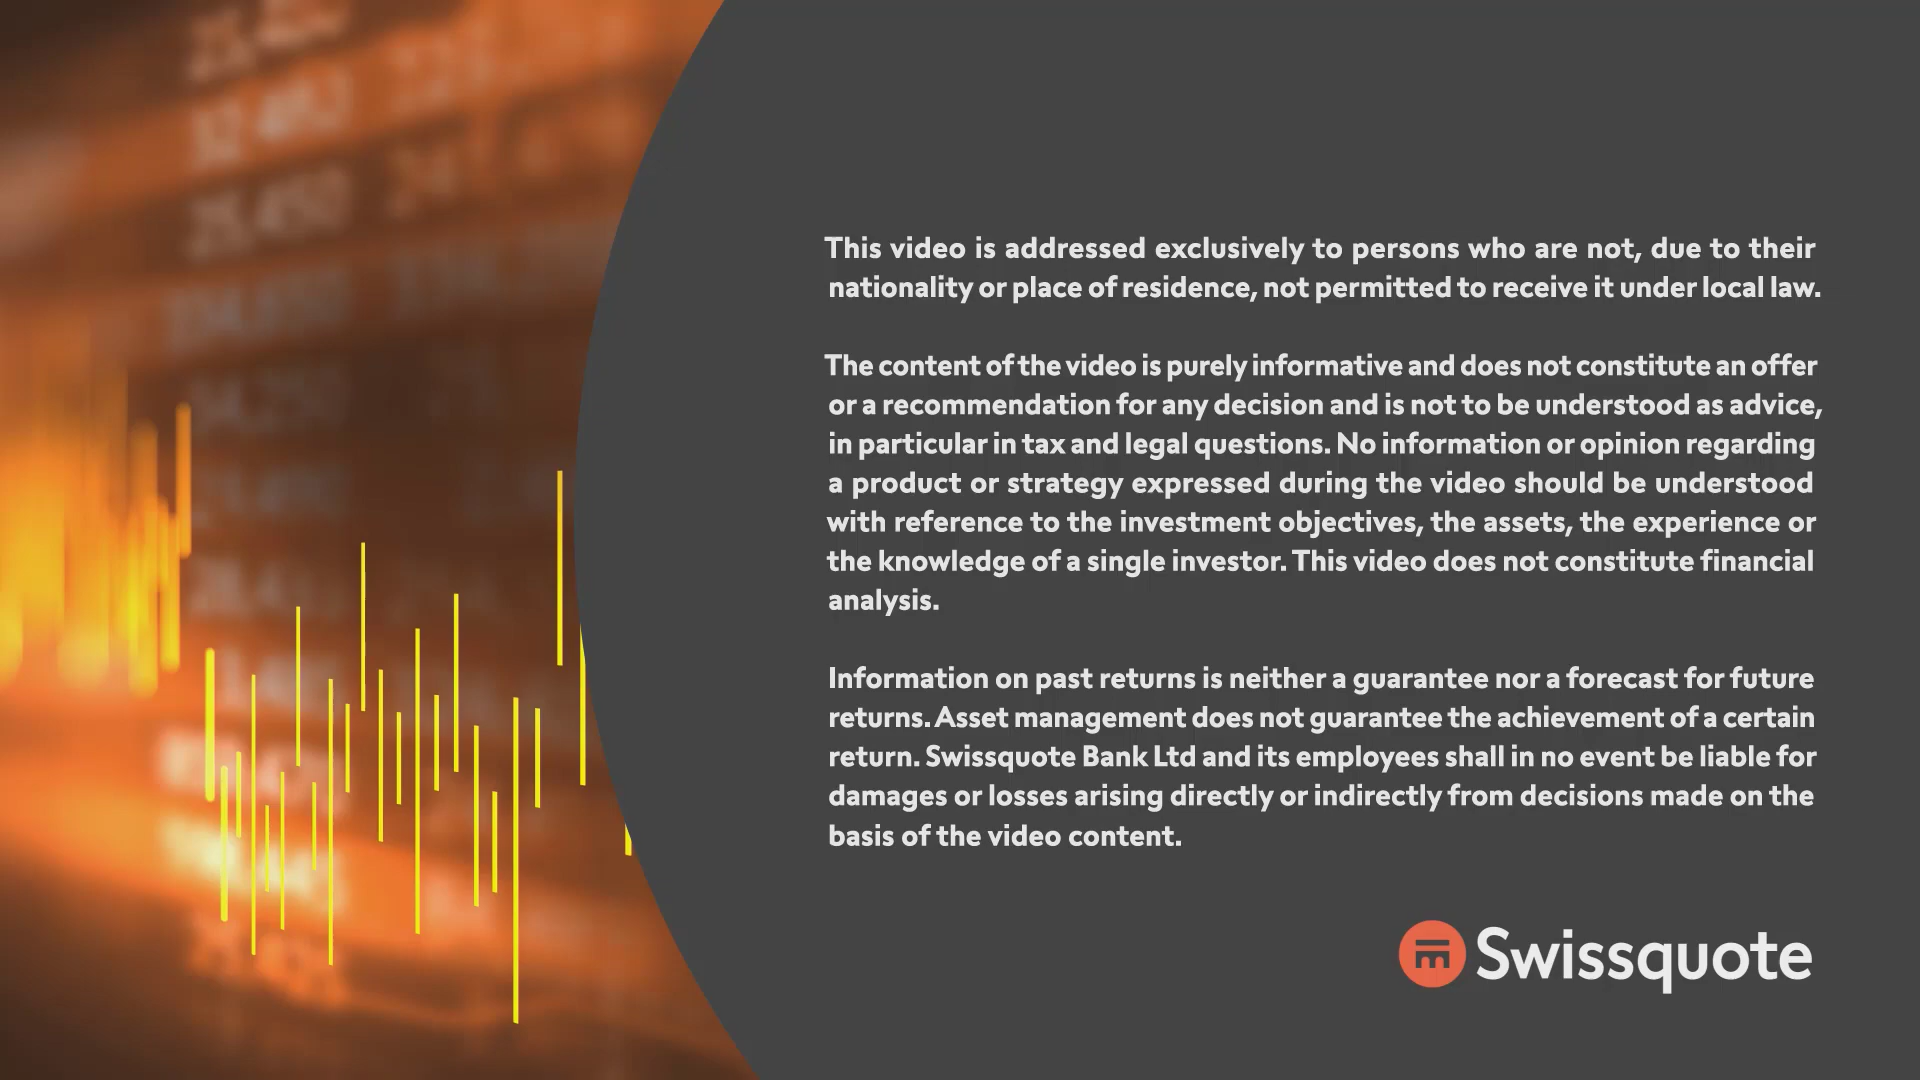 This video is addressed exclusively to persons who are not, due to their
nationality or place of residence, not permitted to receive it under local law.
The content of the video is purely informative and does not constitute an offer
or a recommendation for any decision and is not to be understood as advice,
in particular in tax and legal questions. No information or opinion regarding
a product or strategy expressed during the video should be understood
with reference to the investment objectives, the assets, the experience or
the knowledge of a single investor. This video does not constitute financial
analysis.
Information on past returns is neither a guarantee nor a forecast for future
returns. Asset management does not guarantee the achievement of a certain
return. Swissquote Bank Ltd and its employees shall in no event be liable for
damages or losses arising directly or indirectly from decisions made on the
basis of the video content.
Swissquote